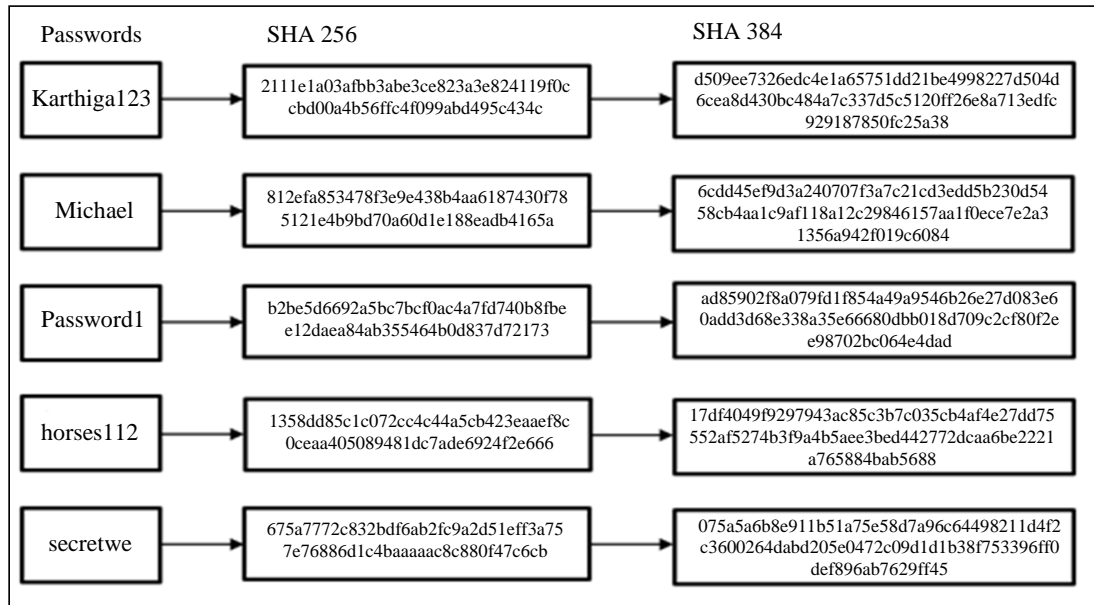 Passwords
SHA 256
SHA 384
Karthiga123
2111e1a03afbb3abe3ce823a3e824119f0c
cbd00a4b56ffc4f099abd495c434c
d509ee7326edc4e1a65751dd21be4998227d504d
6cea8d430bc484a7c337d5c5120ff26e8a713edfc
929187850fc25a38
Michael
812efa853478f3e9e438b4aa6187430f78
5121e4b9bd70a60d1e188eadb4165a
6cdd45ef9d3a240707f3a7c21cd3edd5b230d54
58cb4aa1c9af118a12c29846157aa1f0ece7e2a3
1356a942f019c6084
Password1
b2be5d6692a5bc7bcf0ac4a7fd740b8fbe
e12daea84ab355464b0d837d72173
ad85902f8a079fd1f854a49a9546b26e27d083e6
0add3d68e338a35e66680dbb018d709c2cf80f2e
e98702bc064e4dad
horses112
1358dd85c1c072cc4c44a5cb423eaaef8c
0ceaa405089481dc7ade6924f2e666
17df4049f9297943ac85c3b7c035cb4af4e27dd75
552af5274b3f9a4b5aee3bed442772dcaa6be2221
a765884bab5688
secretwe
675a7772c832bdf6ab2fc9a2d51eff3a75
7e76886d1c4baaaaac8c880f47c6cb
075a5a6b8e911b51a75e58d7a96c64498211d4f2
c3600264dabd205e0472c09d1d1b38f753396ff0
def896ab7629ff45